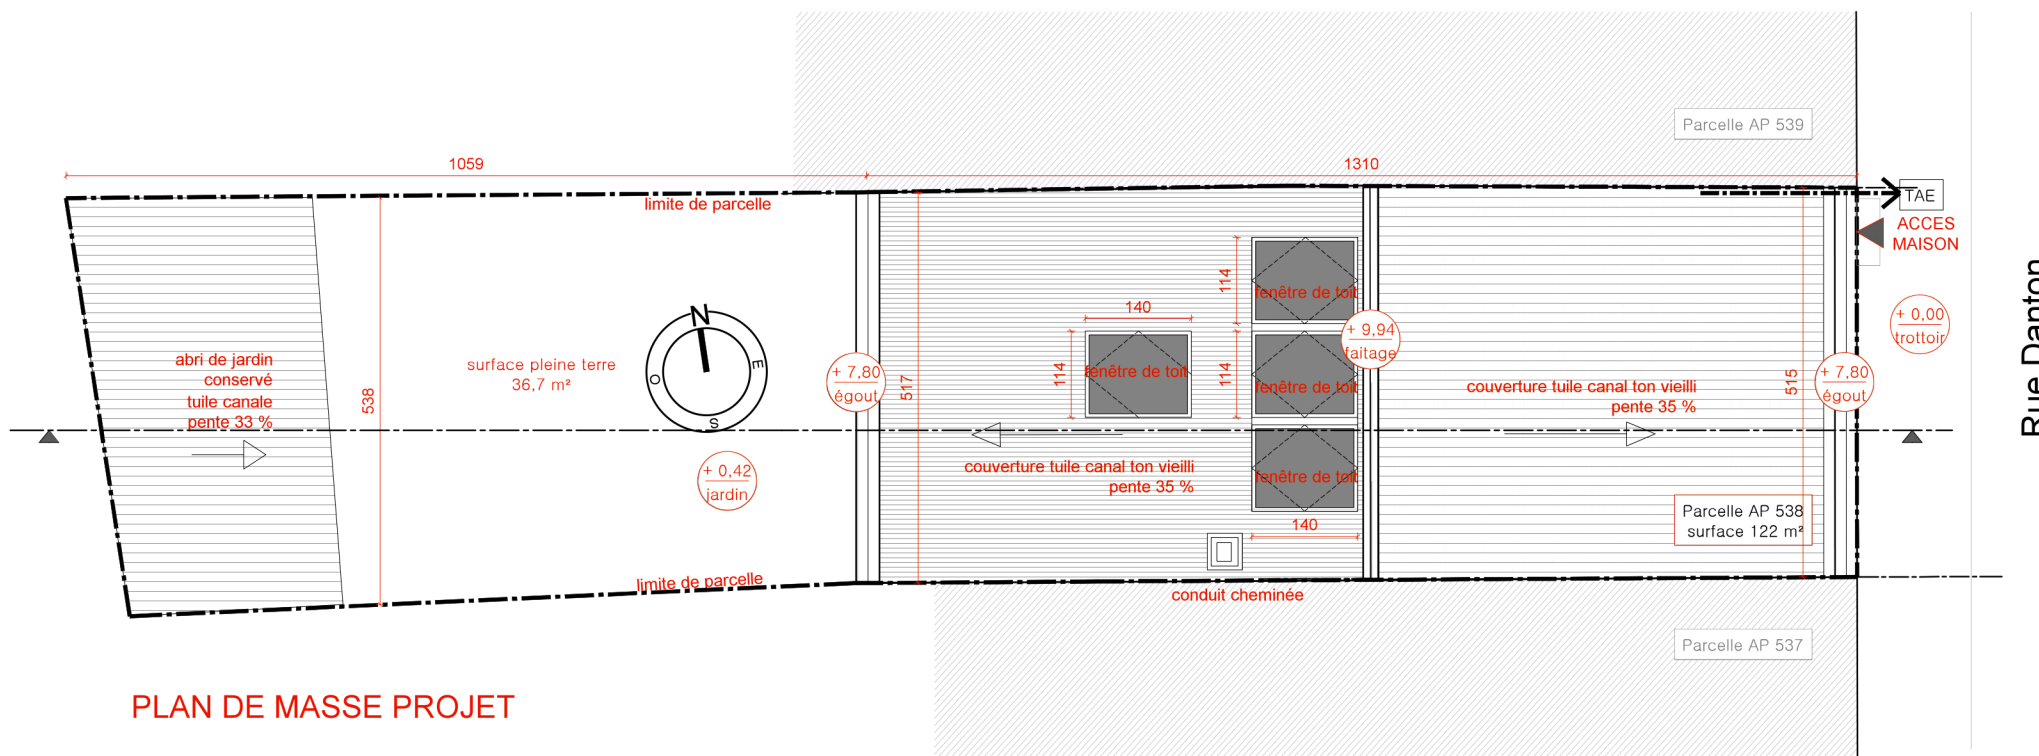 Parcelle AP 539
1059
1310
limite de parcelle
TAE
ACCES
MAISON
Rue Danton
+ 0,00
trottoir
N
E
S
O
abri de jardin
conservé
tuile canale
pente 33 %
538
surface pleine terre
36,7 m²
+ 0,42
jardin
+ 7,80
égout
517
140
114
fenêtre de toit
114
fenêtre de toit
114
fenêtre de toit
fenêtre de toit
140
+ 9,94
faitage
couverture tuile canal ton vieilli
pente 35 %
couverture tuile canal ton vieilli
pente 35 %
515
+ 7,80
égout
Parcelle AP 538
surface 122 m²
limite de parcelle
conduit cheminée
Parcelle AP 537
PLAN DE MASSE PROJET